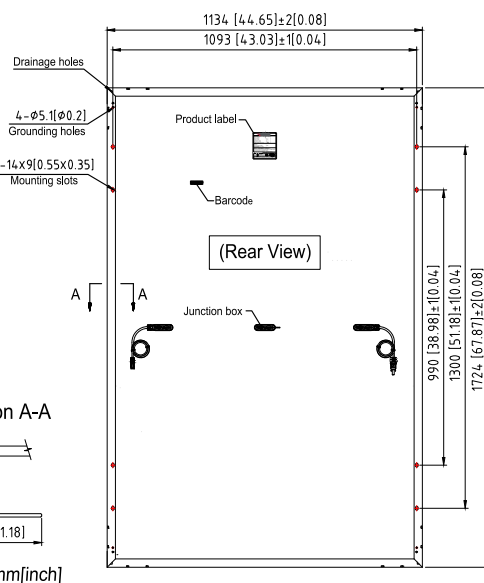 1134 [44.65]±2[0.08]
1093 [43.03]±1[0.04]
Drainage holes
4-Φ5.1[Φ0.2]
Grounding holes
-14x9[0.55x0.35]
Mounting slots
Product label
Barcode
(Rear View)
A A
Junction box
990 [38.98]±1[0.04]
1300 [51.18]±1[0.04]
1724 [67.87]±2[0.08]
on A-A
1.18]
mm[inch]